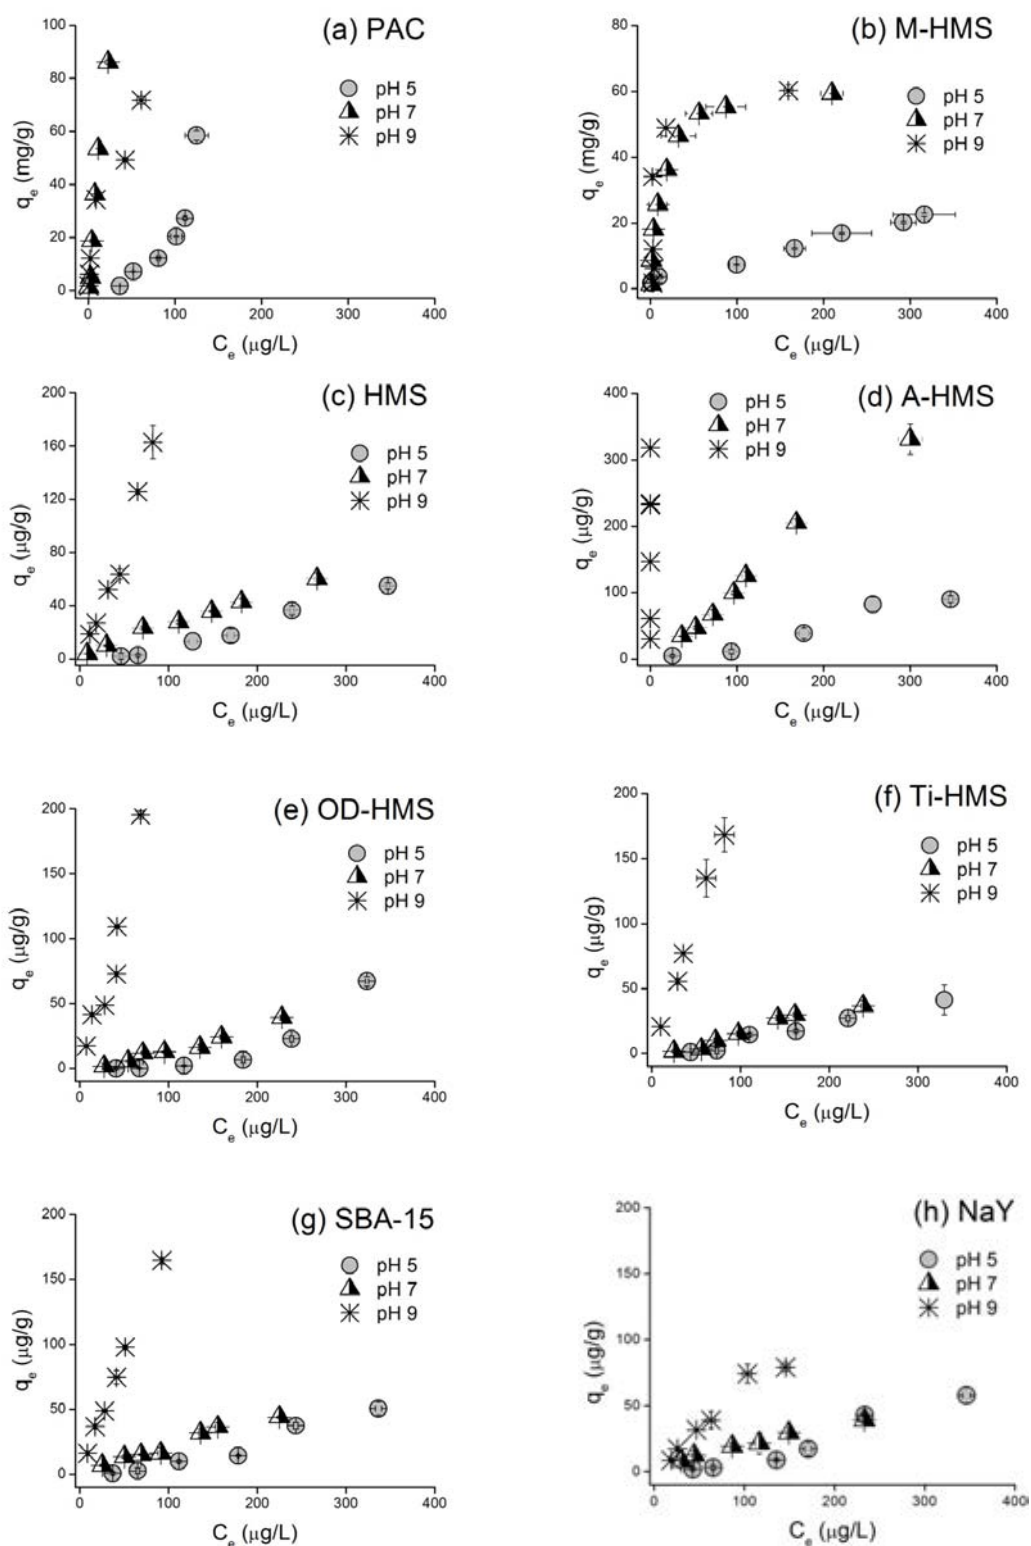 (a) PAC
pH 5
pH 7
pH 9
q_e (mg/g)
100
80
60
40
20
0
0 100 200 300 400
C_e (μg/L)
(b) M-HMS
pH 5
pH 7
pH 9
q_e (mg/g)
80
60
40
20
0
0 100 200 300 400
C_e (μg/L)
(c) HMS
pH 5
pH 7
pH 9
q_e (μg/g)
200
160
120
80
40
0
0 100 200 300 400
C_e (μg/L)
(d) A-HMS
pH 5
pH 7
pH 9
q_e (μg/g)
400
300
200
100
0
0 100 200 300 400
C_e (μg/L)
(e) OD-HMS
pH 5
pH 7
pH 9
q_e (μg/g)
200
150
100
50
0
0 100 200 300 400
C_e (μg/L)
(f) Ti-HMS
pH 5
pH 7
pH 9
q_e (μg/g)
200
150
100
50
0
0 100 200 300 400
C_e (μg/L)
(g) SBA-15
pH 5
pH 7
pH 9
q_e (μg/g)
200
150
100
50
0
0 100 200 300 400
C_e (μg/L)
(h) NaY
pH 5
pH 7
pH 9
q_e (μg/g)
200
150
100
50
0
0 100 200 300 400
C_e (μg/L)